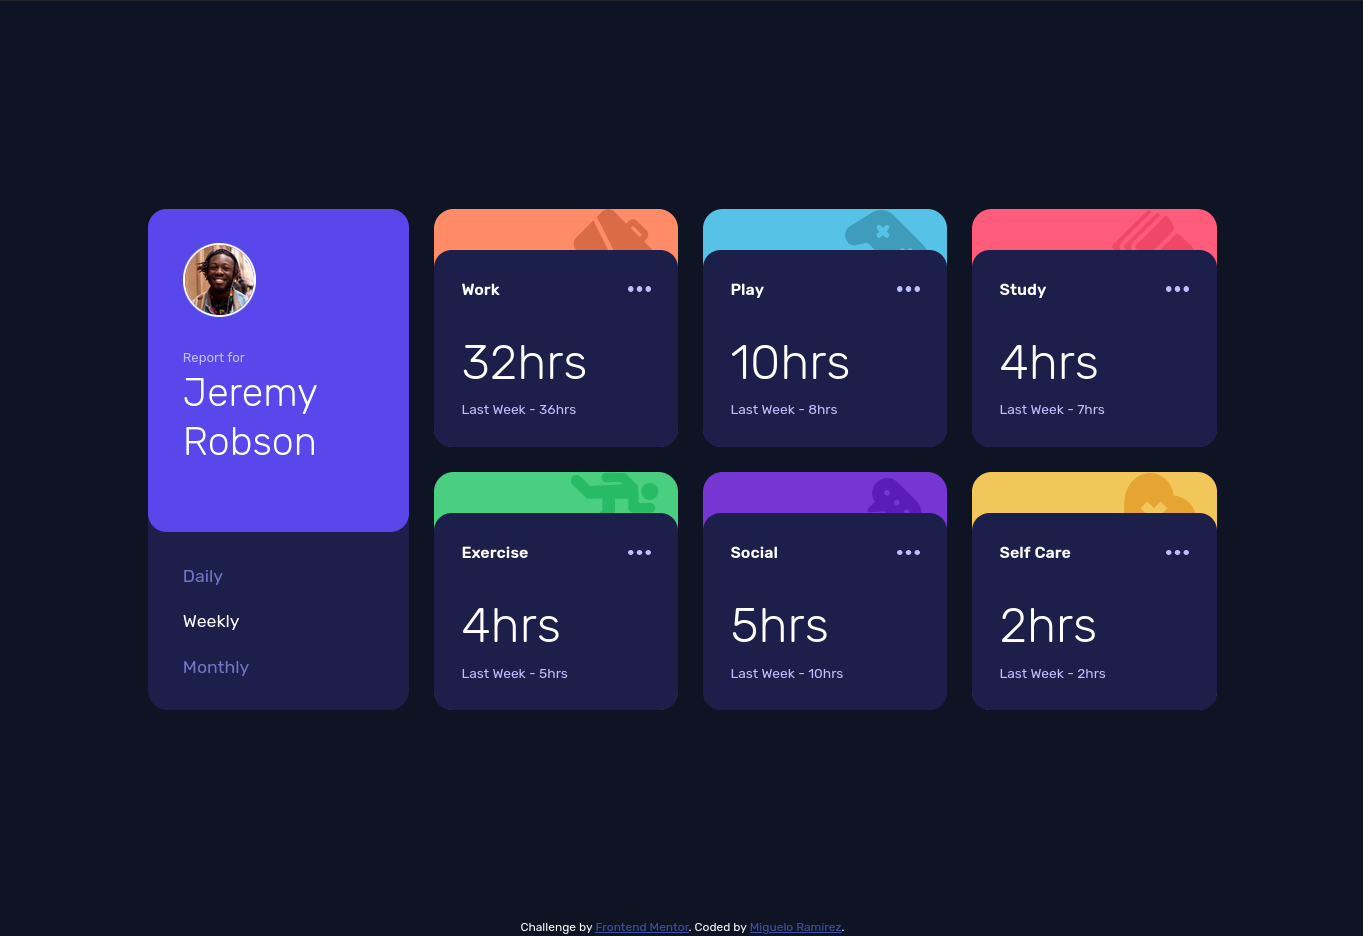 Report for
Jeremy
Robson
Daily
Weekly
Monthly
Work
32hrs
Last Week - 36hrs
Play
10hrs
Last Week - 8hrs
Study
4hrs
Last Week - 7hrs
Exercise
4hrs
Last Week - 5hrs
Social
5hrs
Last Week - 10hrs
Self Care
2hrs
Last Week - 2hrs
Challenge by Frontend Mentor. Coded by Miguelo Ramírez.